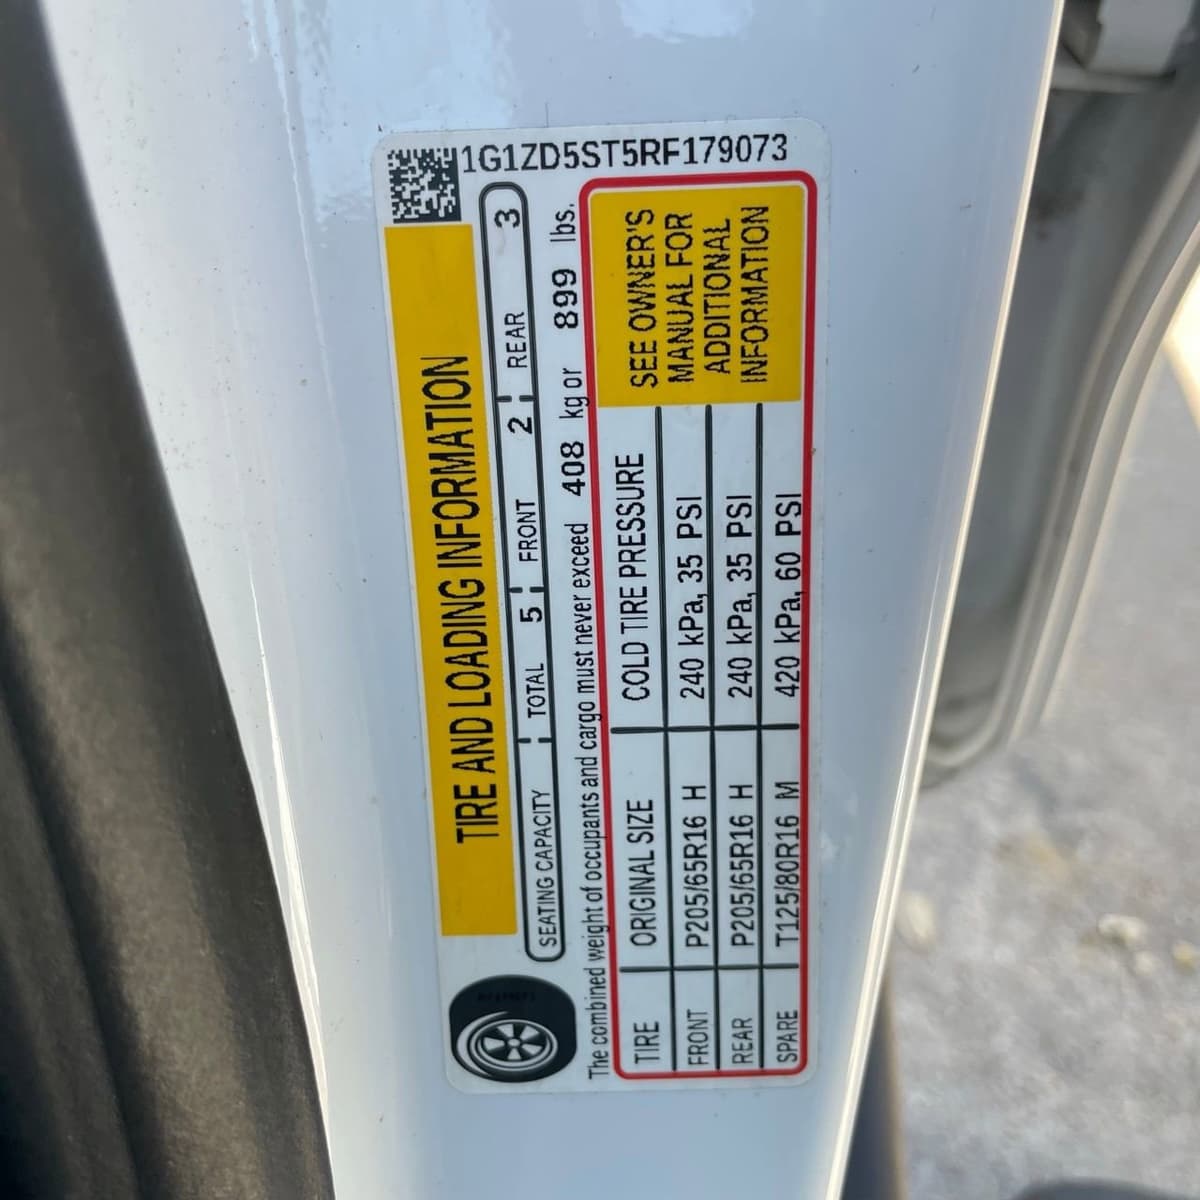 1G1ZD5ST5RF179073
TIRE AND LOADING INFORMATION
SEATING CAPACITY TOTAL 5 FRONT 2 REAR 3
The combined weight of occupants and cargo must never exceed 408 kg or 899 lbs.
TIRE ORIGINAL SIZE COLD TIRE PRESSURE
FRONT P205/65R16 H 240 kPa, 35 PSI
REAR P205/65R16 H 240 kPa, 35 PSI
SPARE T125/80R16 M 420 kPa, 60 PSI
SEE OWNER'S
MANUAL FOR
ADDITIONAL
INFORMATION